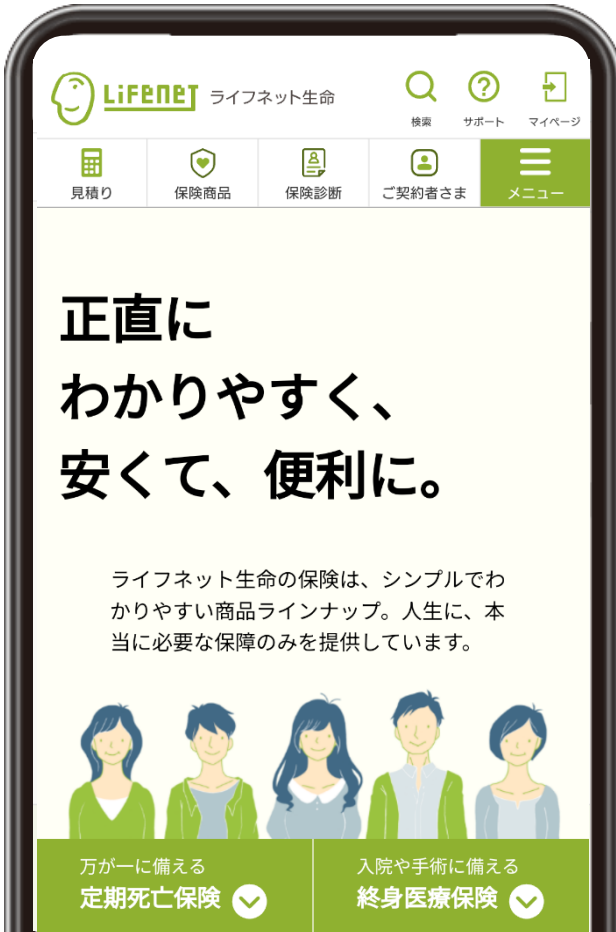 LIFENET ライフネット生命
検索 サポート マイページ
見積り 保険商品 保険診断 ご契約者さま メニュー
正直に
わかりやすく、
安くて、便利に。
ライフネット生命の保険は、シンプルでわ
かりやすい商品ラインナップ。人生に、本
当に必要な保障のみを提供しています。
万が一に備える
定期死亡保険
入院や手術に備える
終身医療保険